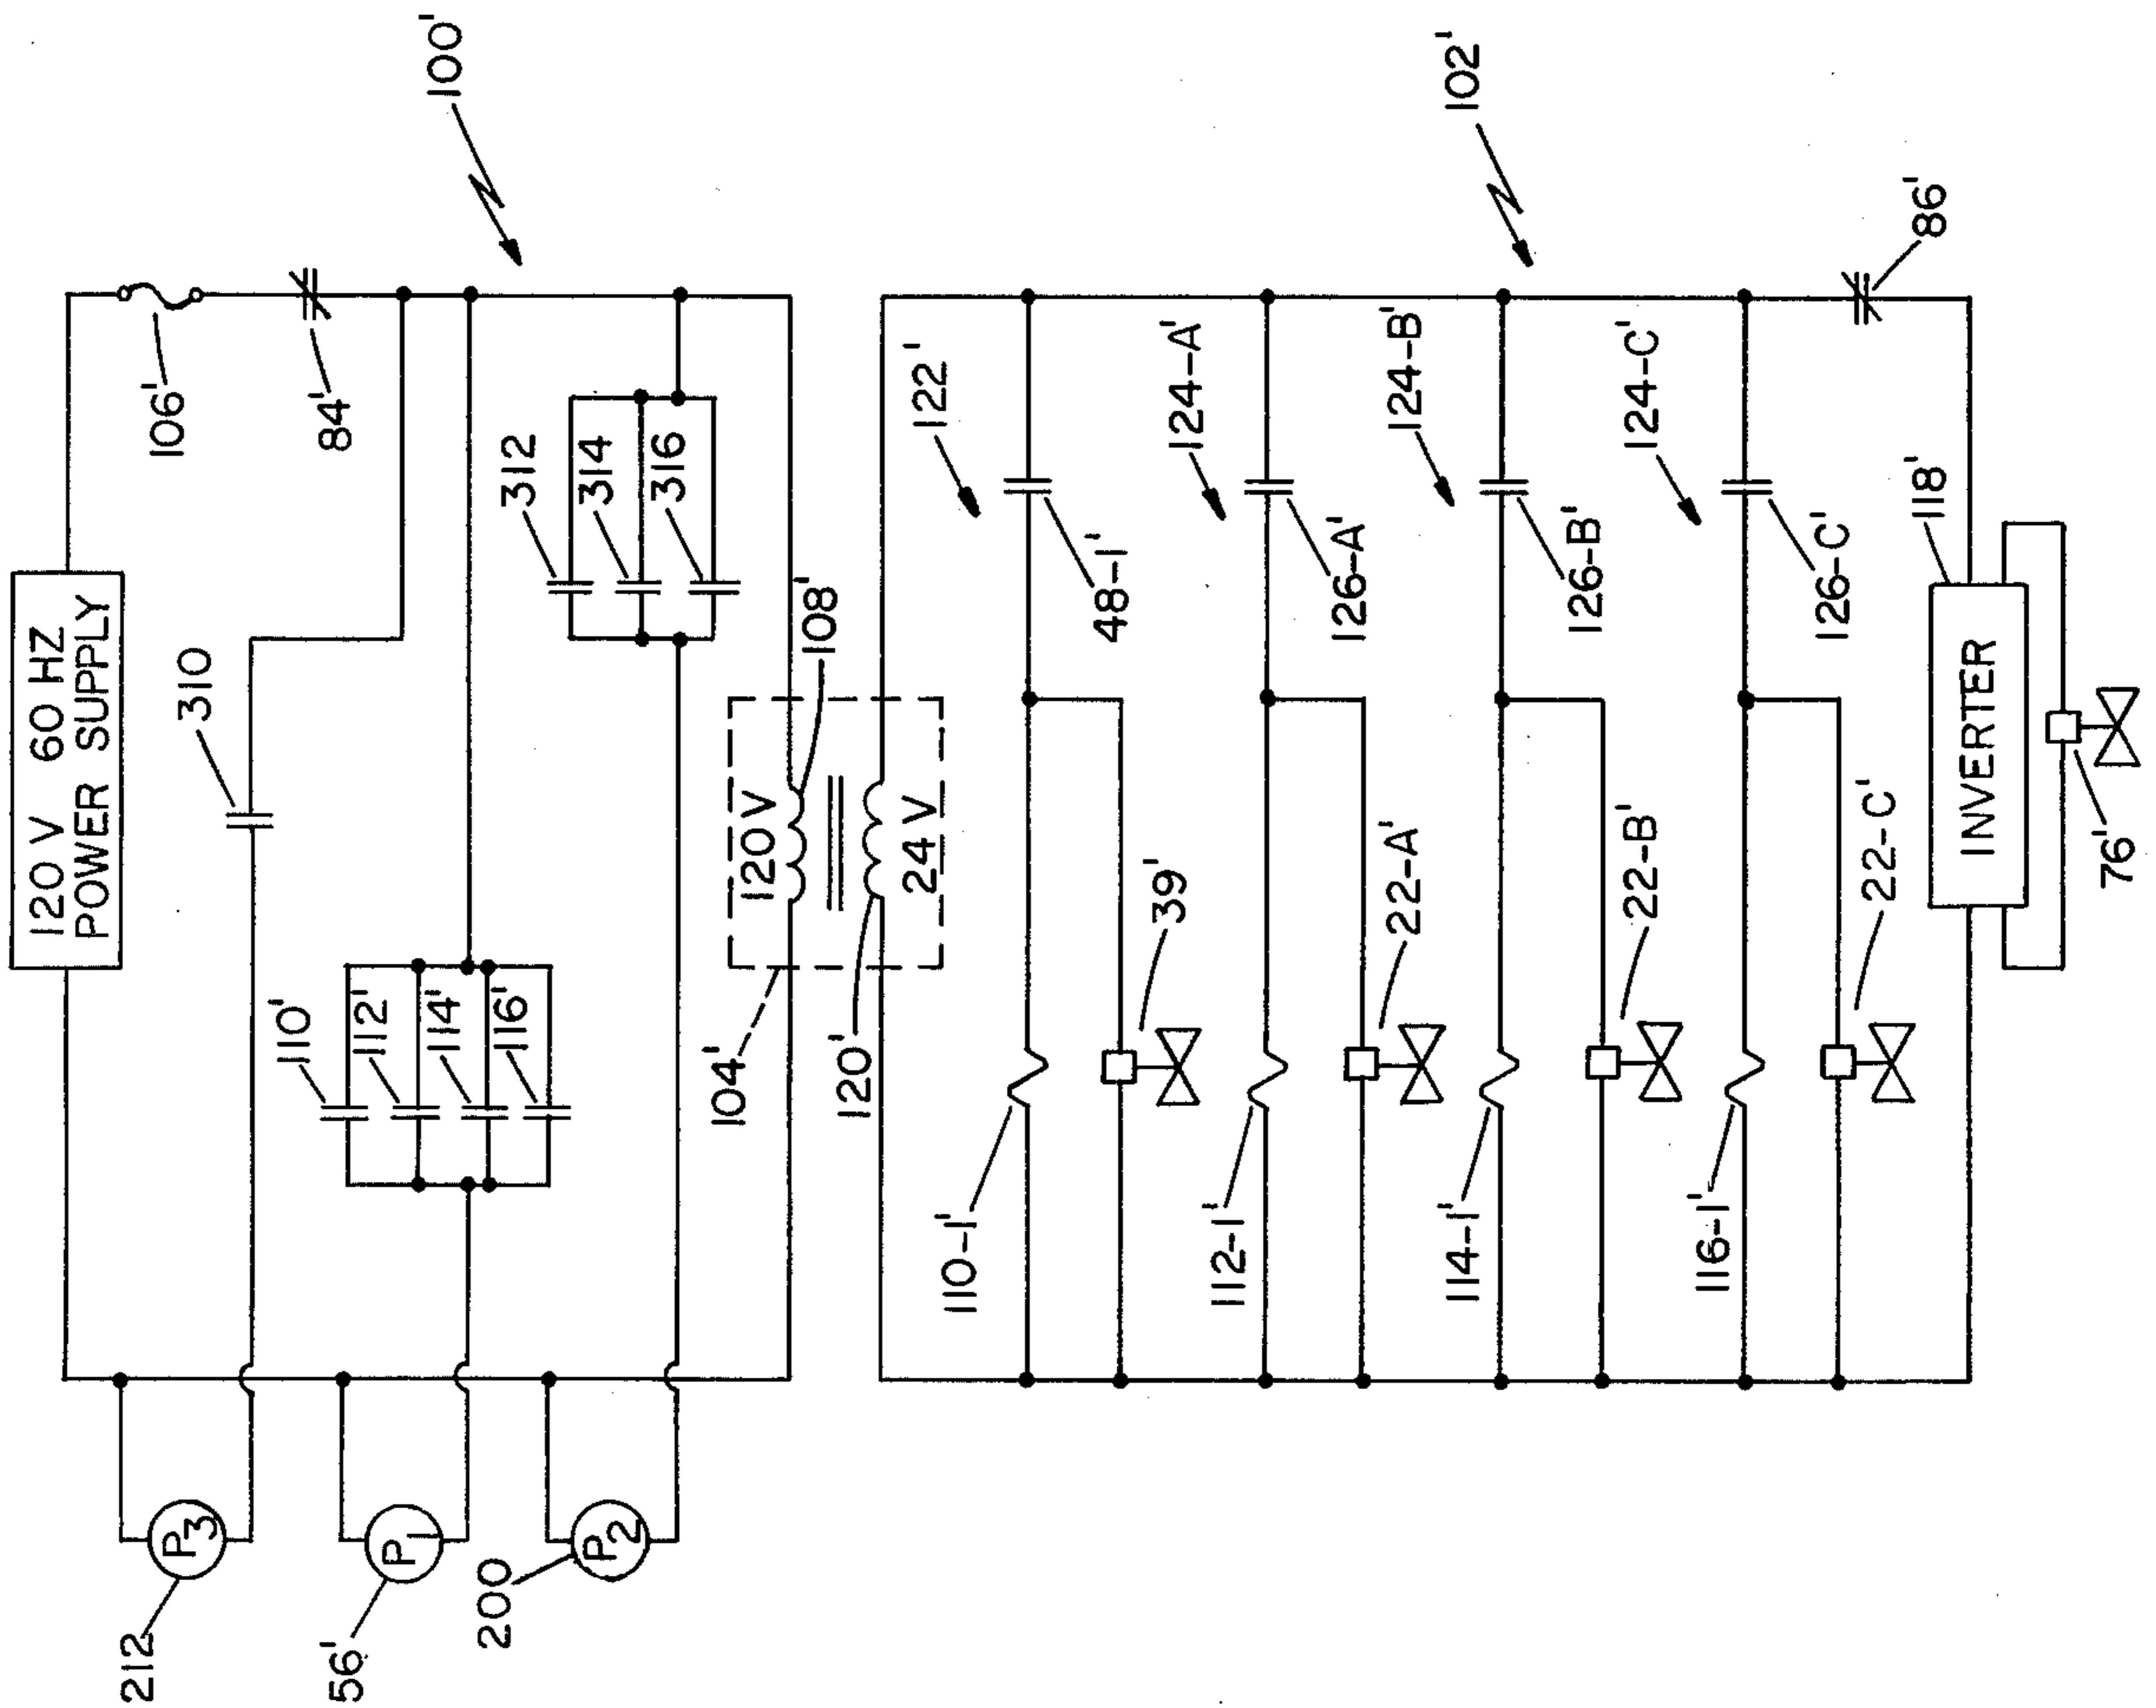 120 V 60 HZ
POWER SUPPLY
106'
84'
100'
310
312
314
316
110'
112'
114'
116'
212
P3
56'
P1
200
P2
104'
120V
108'
120'
24 V
102'
122'
48-1'
110-1'
39'
124-A'
126-A'
112-1'
22-A'
124-B'
126-B'
114-1'
22-B'
124-C'
126-C'
116-1'
22-C'
86'
118'
INVERTER
76'